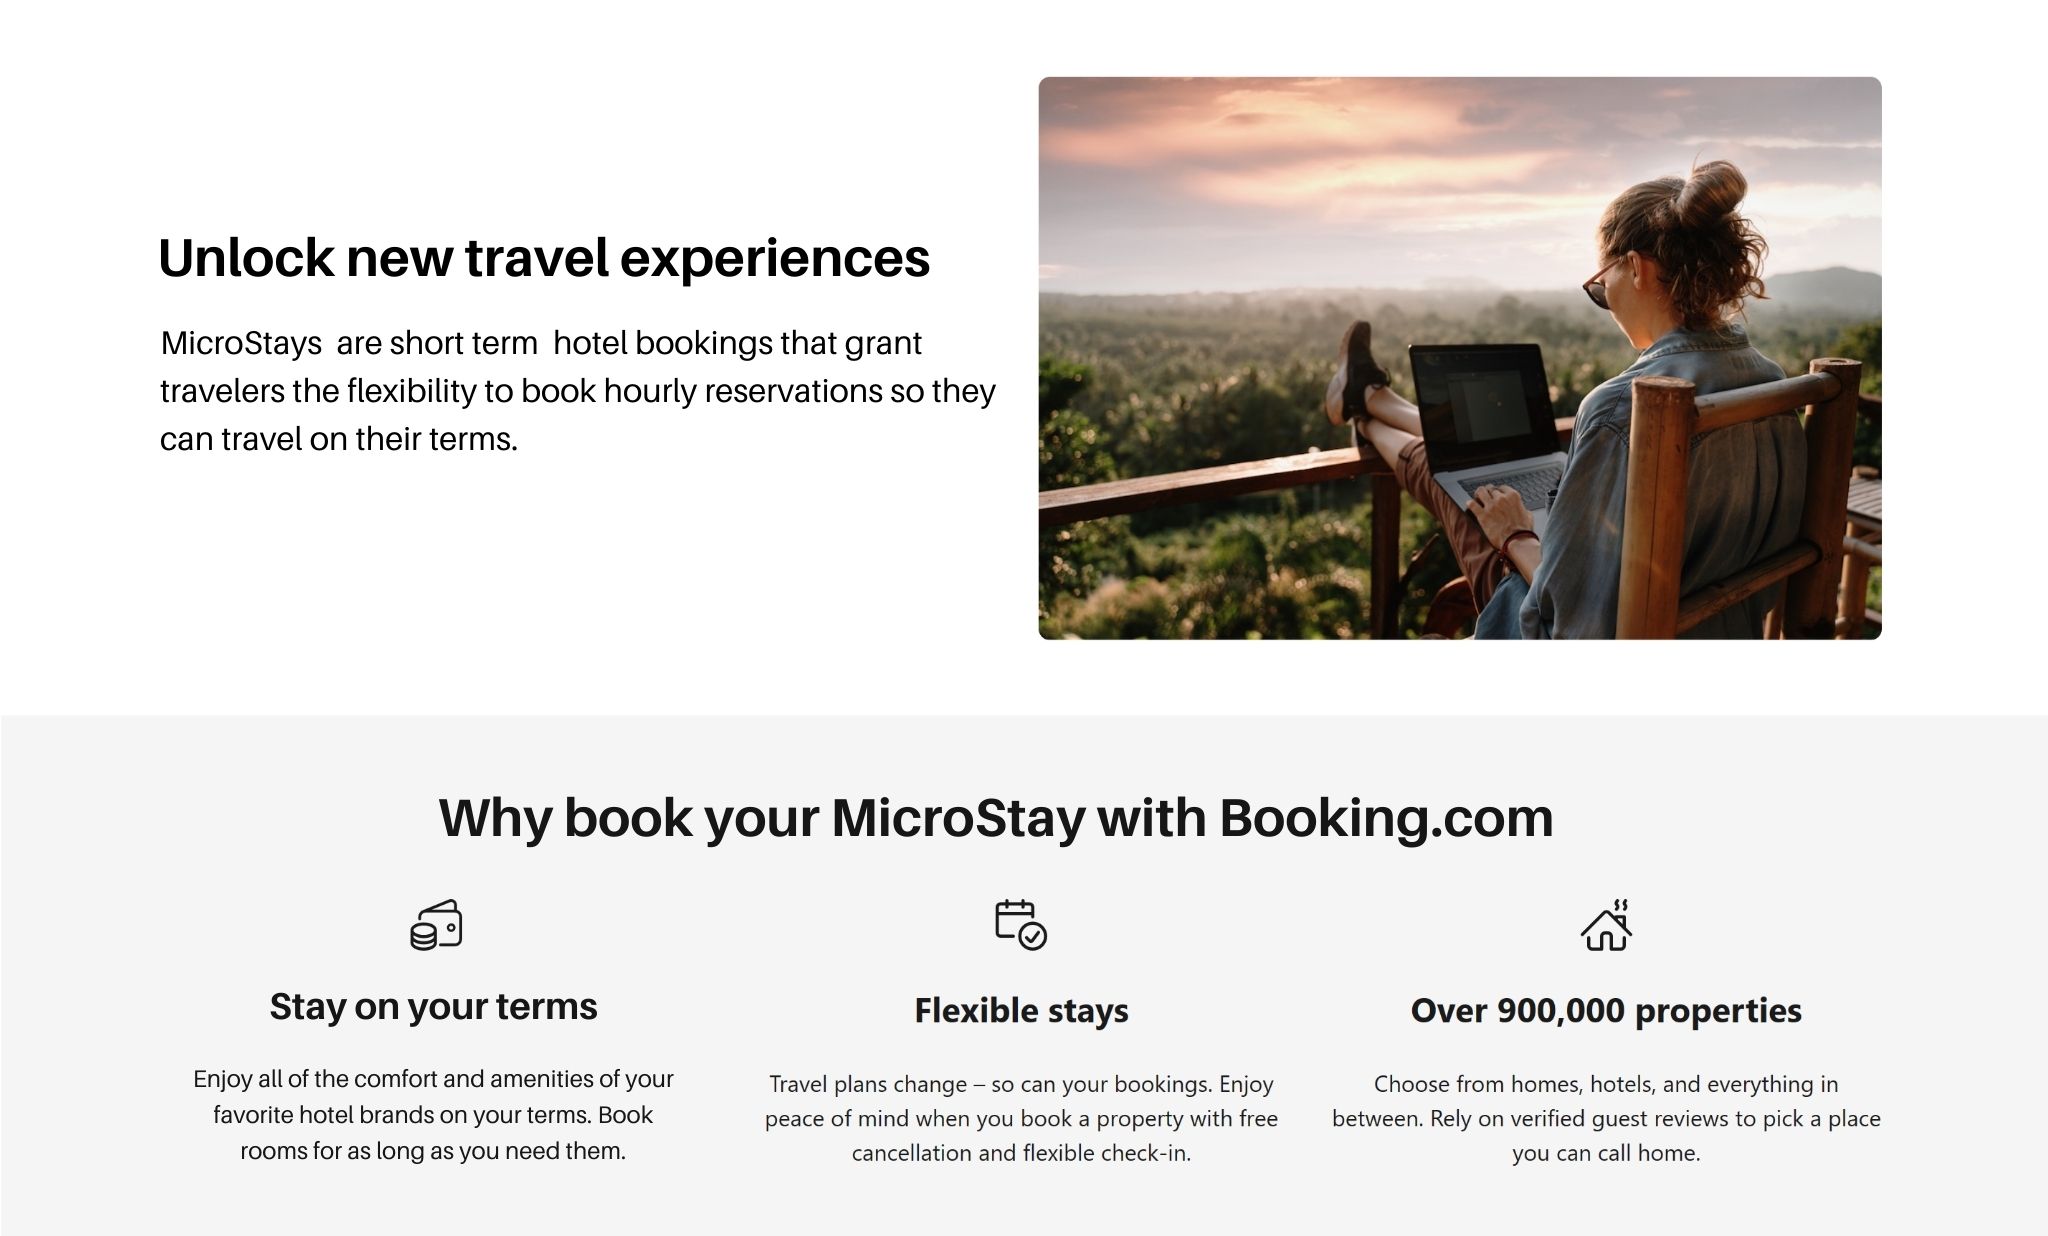 Unlock new travel experiences
MicroStays  are short term  hotel bookings that grant
travelers the flexibility to book hourly reservations so they
can travel on their terms.
Why book your MicroStay with Booking.com
Stay on your terms
Enjoy all of the comfort and amenities of your
favorite hotel brands on your terms. Book
rooms for as long as you need them.
Flexible stays
Travel plans change – so can your bookings. Enjoy
peace of mind when you book a property with free
cancellation and flexible check-in.
Over 900,000 properties
Choose from homes, hotels, and everything in
between. Rely on verified guest reviews to pick a place
you can call home.